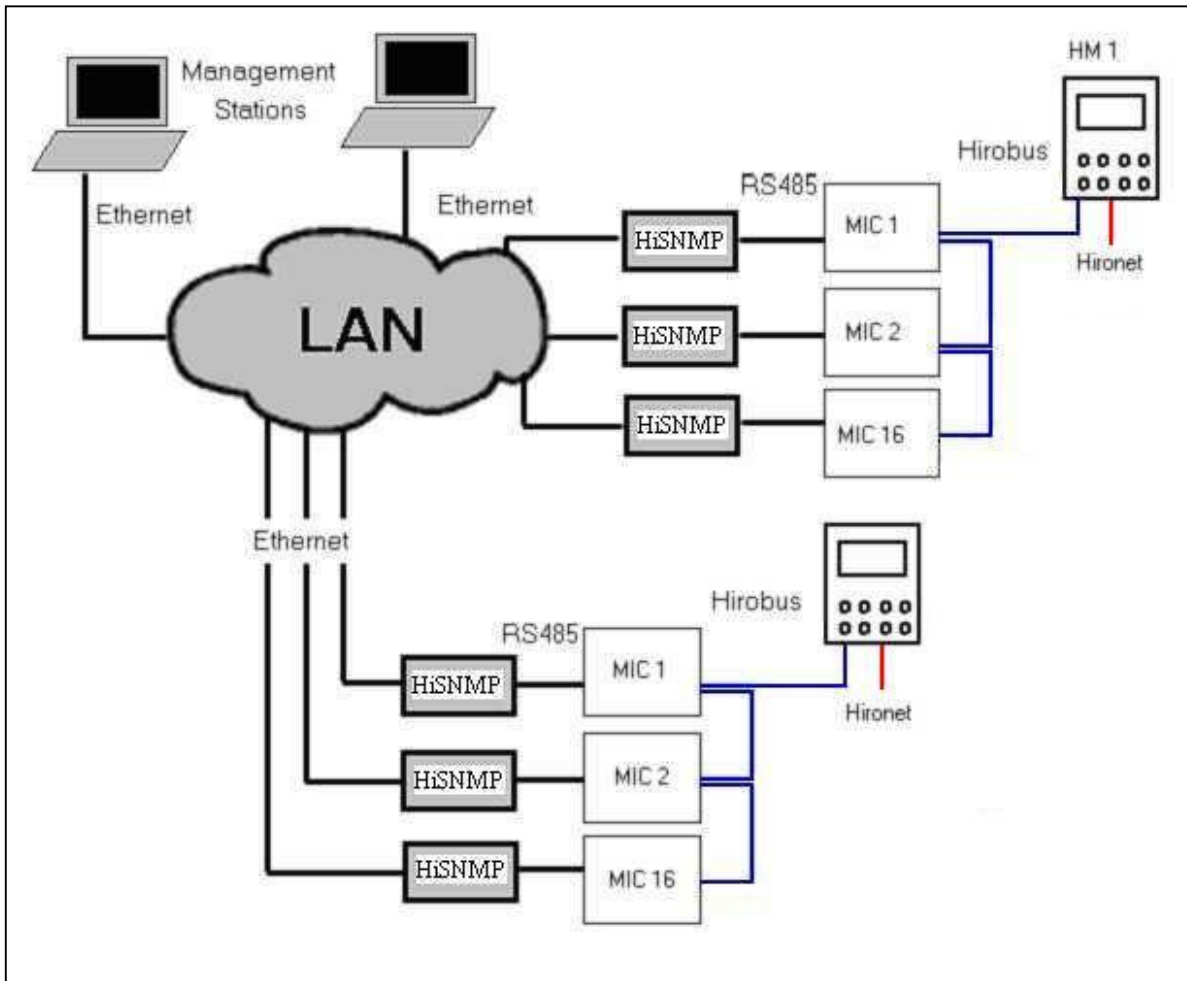 Management
Stations
Ethernet
Ethernet
LAN
HM 1
Hirobus
RS485
HiSNMP
MIC 1
Hironet
HiSNMP
MIC 2
HiSNMP
MIC 16
Ethernet
Hirobus
RS485
HiSNMP
MIC 1
Hironet
HiSNMP
MIC 2
HiSNMP
MIC 16